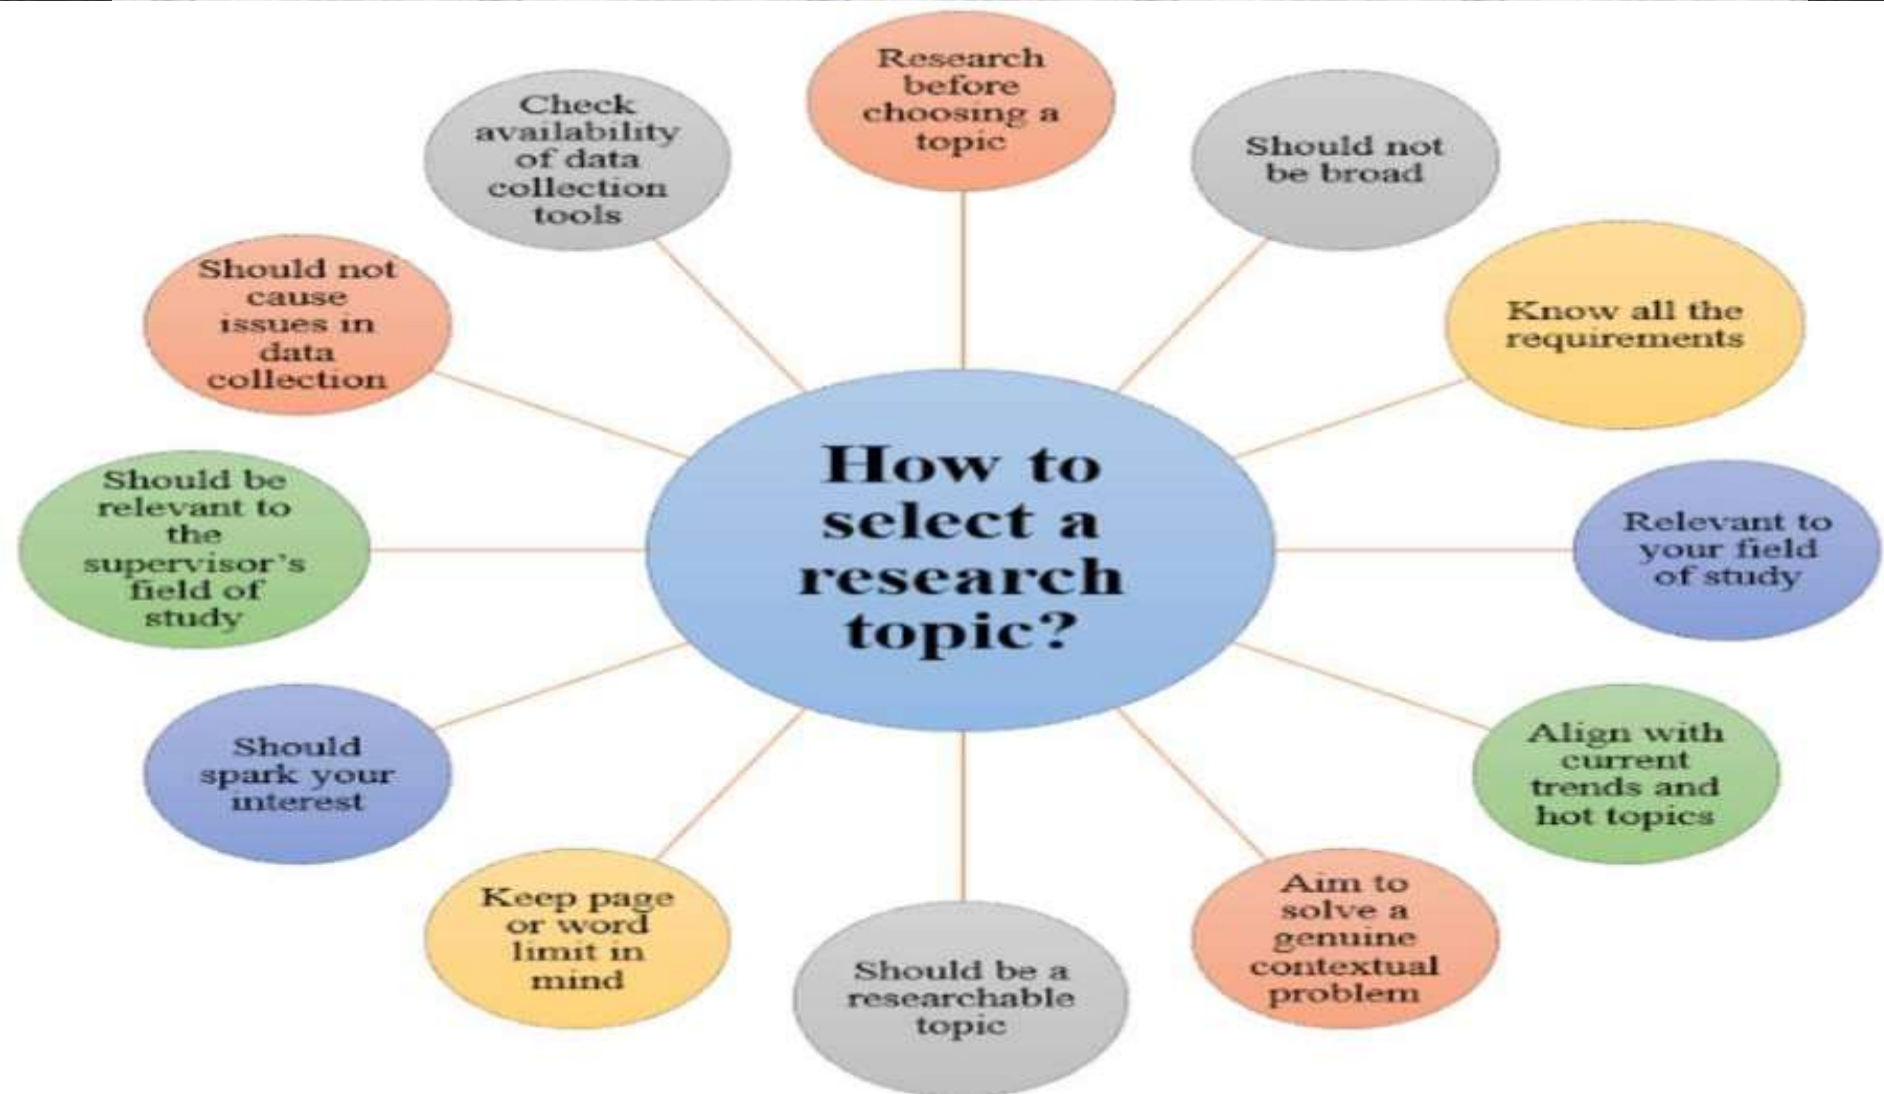 How to
select a
research
topic?
Research
before
choosing a
topic
Should not
be broad
Know all the
requirements
Relevant to
your field
of study
Align with
current
trends and
hot topics
Aim to
solve a
genuine
contextual
problem
Should be a
researchable
topic
Keep page
or word
limit in
mind
Should
spark your
interest
Should be
relevant to
the
supervisor's
field of
study
Should not
cause
issues in
data
collection
Check
availability
of data
collection
tools